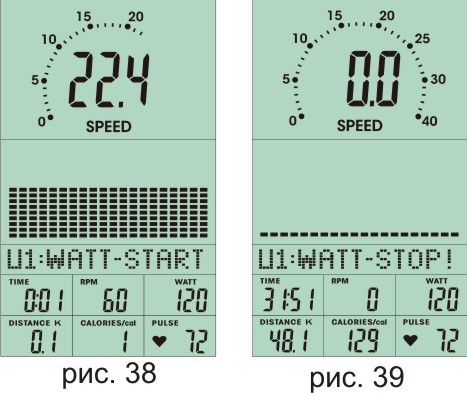 15 20
10
22.4
5
0
SPEED
U1:WATT-START
TIME RPM WATT
0:01 60 120
DISTANCE K CALORIES/cal PULSE
0.1 1 72
рис. 38
15 20
10 25
0.0
5 30
0 40
SPEED
U1:WATT-STOP!
TIME RPM WATT
31:51 0 120
DISTANCE K CALORIES/cal PULSE
48.1 129 72
рис. 39